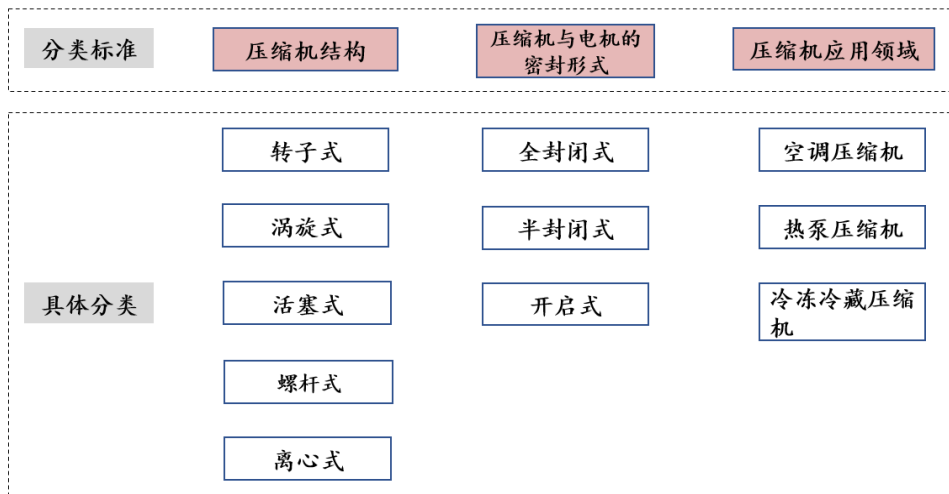 分类标准
压缩机结构
压缩机与电机的
密封形式
压缩机应用领域
具体分类
转子式
全封闭式
空调压缩机
涡旋式
半封闭式
热泵压缩机
活塞式
开启式
冷冻冷藏压缩
机
螺杆式
离心式